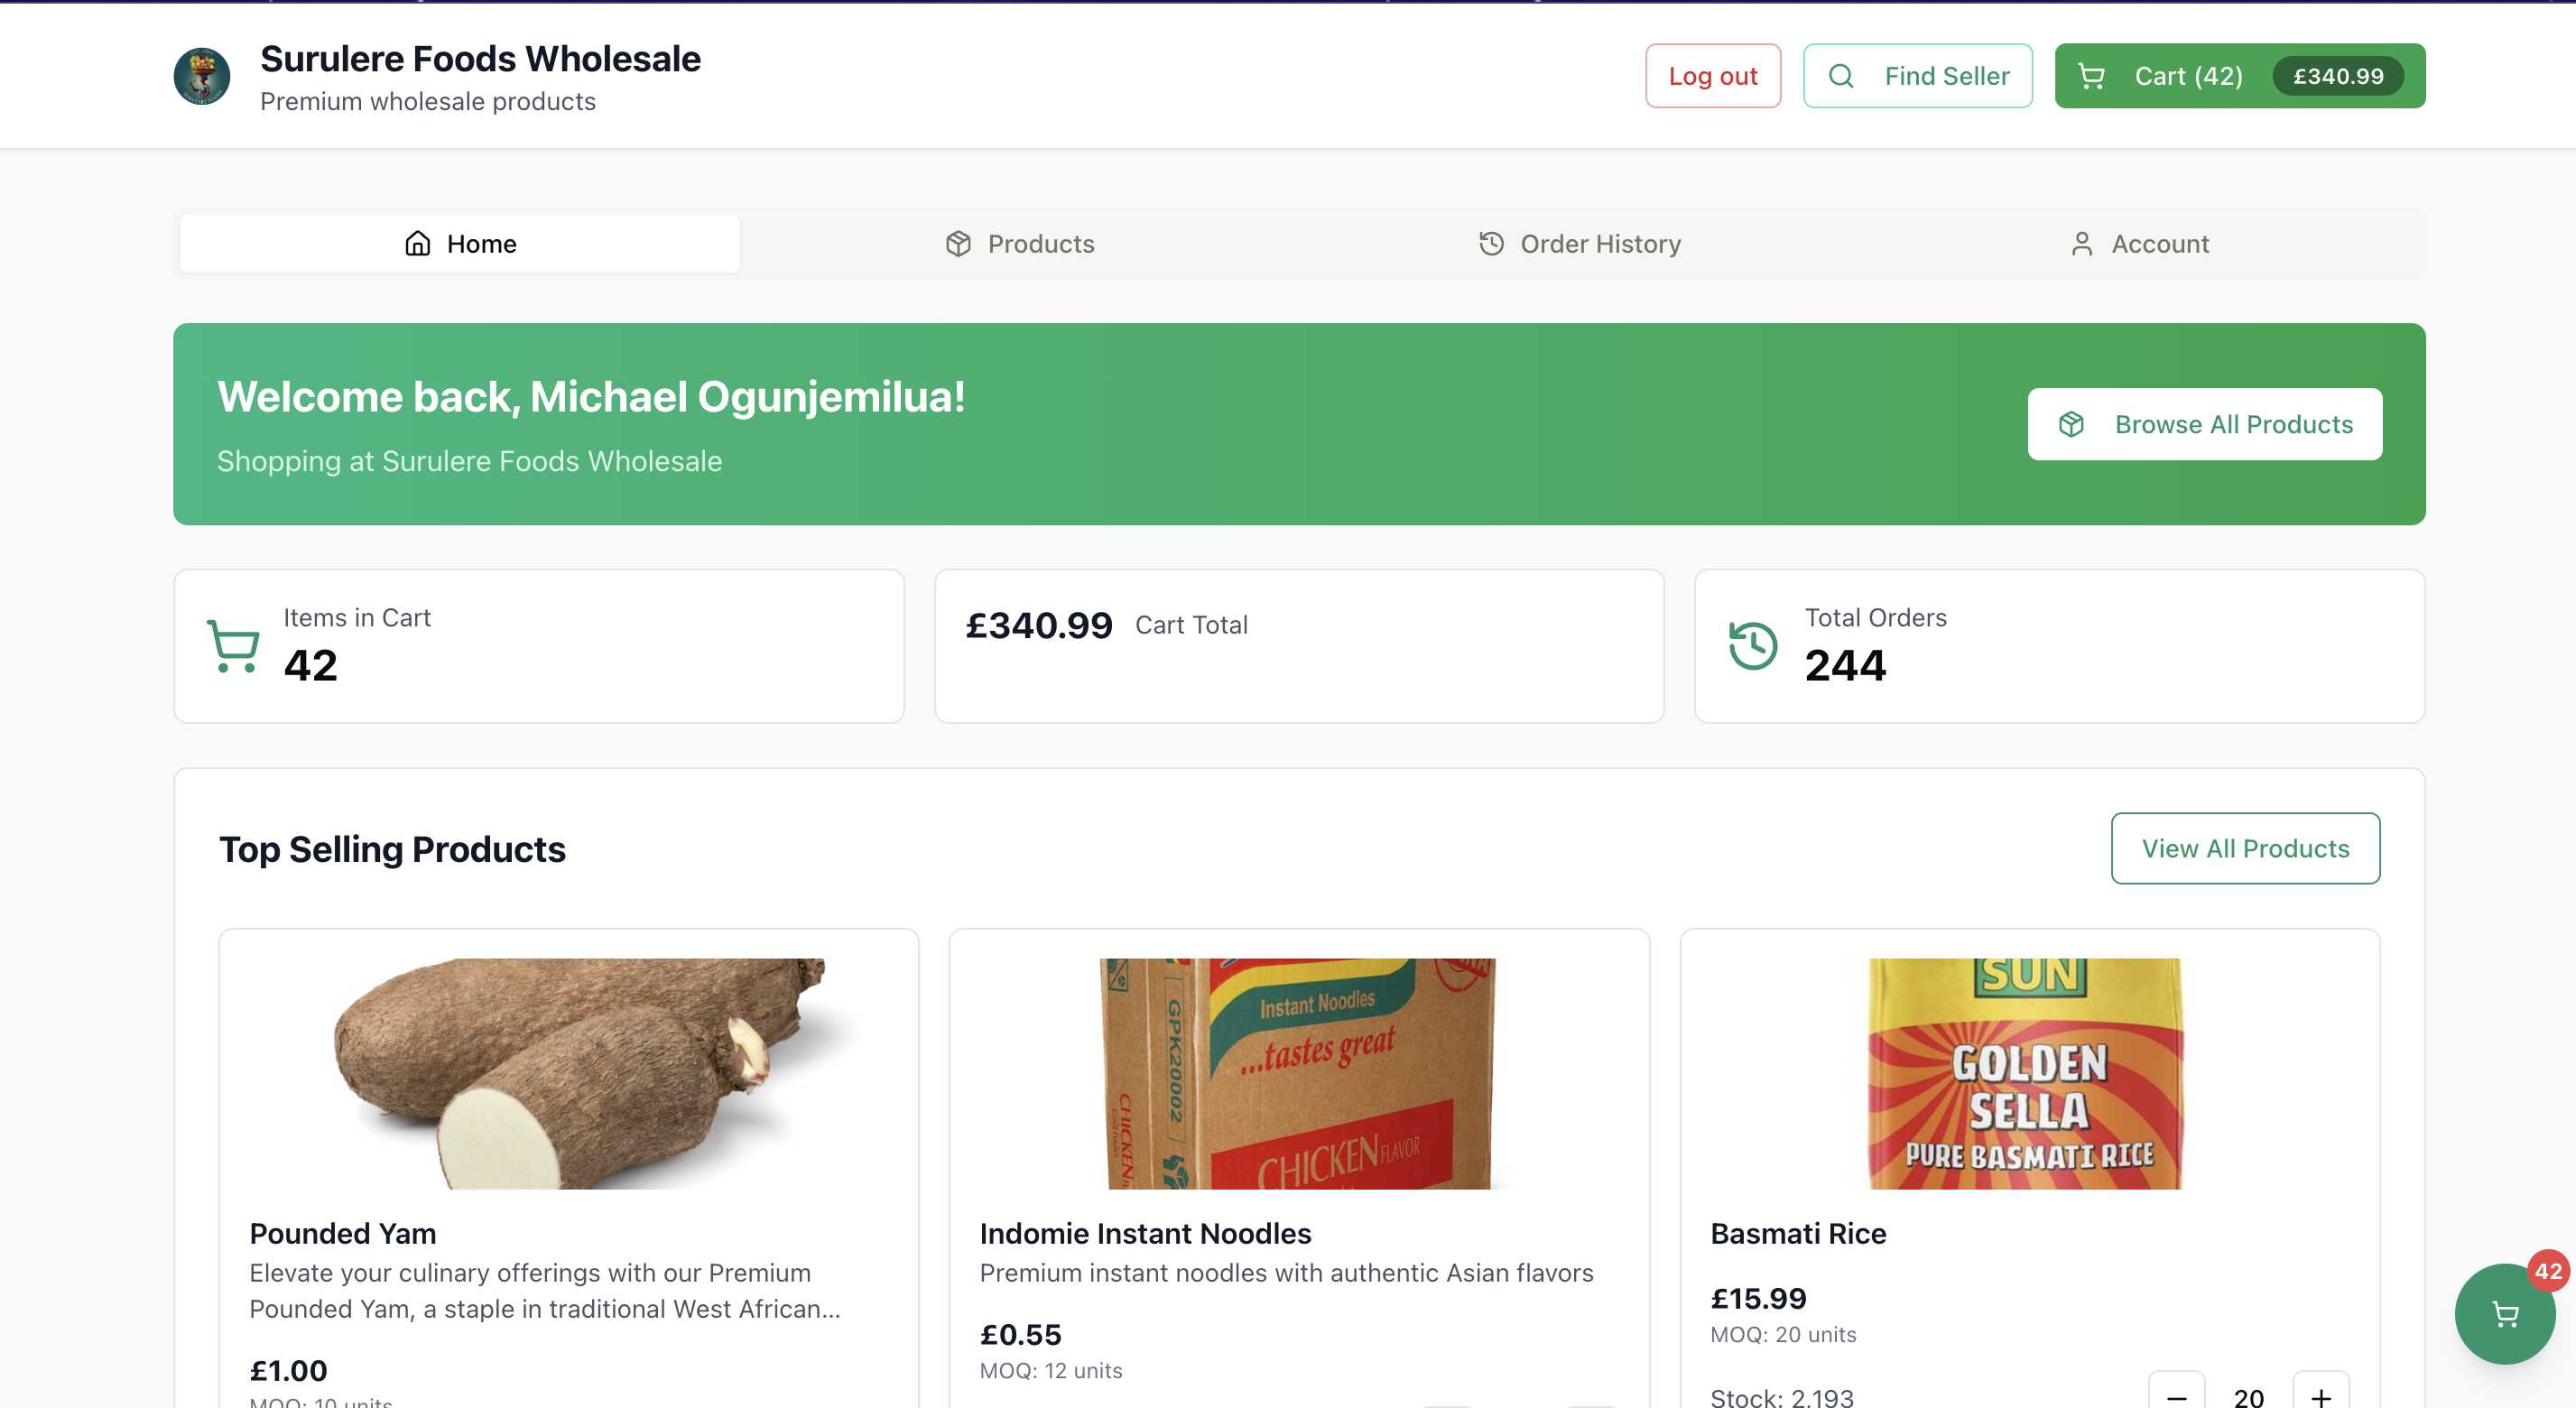 Surulere Foods Wholesale
Premium wholesale products
Log out
Find Seller
Cart (42)
£340.99
Home
Products
Order History
Account
Welcome back, Michael Ogunjemilua!
Shopping at Surulere Foods Wholesale
Browse All Products
Items in Cart
42
£340.99 Cart Total
Total Orders
244
Top Selling Products
View All Products
Instant Noodles
...tastes great
GPK20002
CHICKEN
CHICKEN FLAVOR
SUN
GOLDEN
SELLA
PURE BASMATI RICE
Pounded Yam
Elevate your culinary offerings with our Premium
Pounded Yam, a staple in traditional West African...
£1.00
MOQ: 10 units
Indomie Instant Noodles
Premium instant noodles with authentic Asian flavors
£0.55
MOQ: 12 units
Basmati Rice
£15.99
MOQ: 20 units
Stock: 2,193
20
42